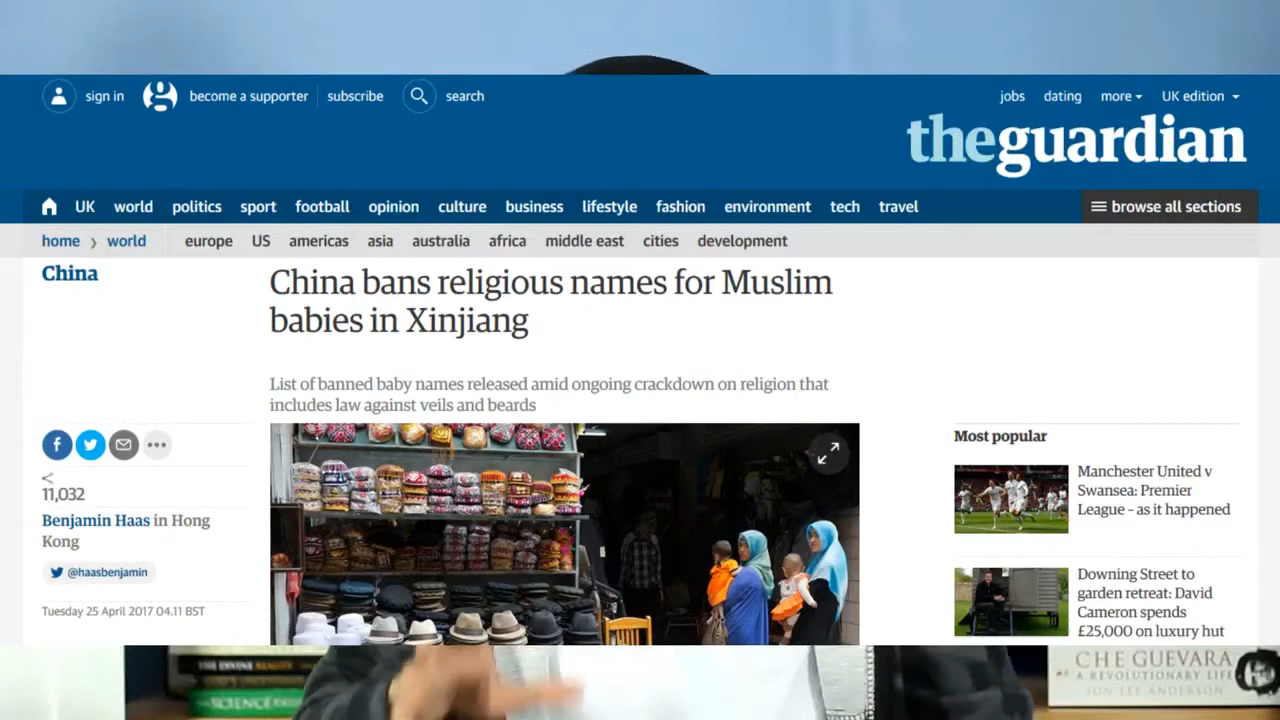 sign in
become a supporter
subscribe
search
jobs
dating
more
UK edition
theguardian
UK
world
politics
sport
football
opinion
culture
business
lifestyle
fashion
environment
tech
travel
browse all sections
home
world
europe
US
americas
asia
australia
africa
middle east
cities
development
China
China bans religious names for Muslim
babies in Xinjiang
List of banned baby names released amid ongoing crackdown on religion that
includes law against veils and beards
11,032
Benjamin Haas in Hong
Kong
@haasbenjamin
Tuesday 25 April 2017 04.11 BST
Most popular
Manchester United v
Swansea: Premier
League – as it happened
Downing Street to
garden retreat: David
Cameron spends
£25,000 on luxury hut
THE DIVINE REALITY
SCIENCE
CHE GUEVARA
A REVOLUTIONARY LIFE
JON LEE ANDERSON